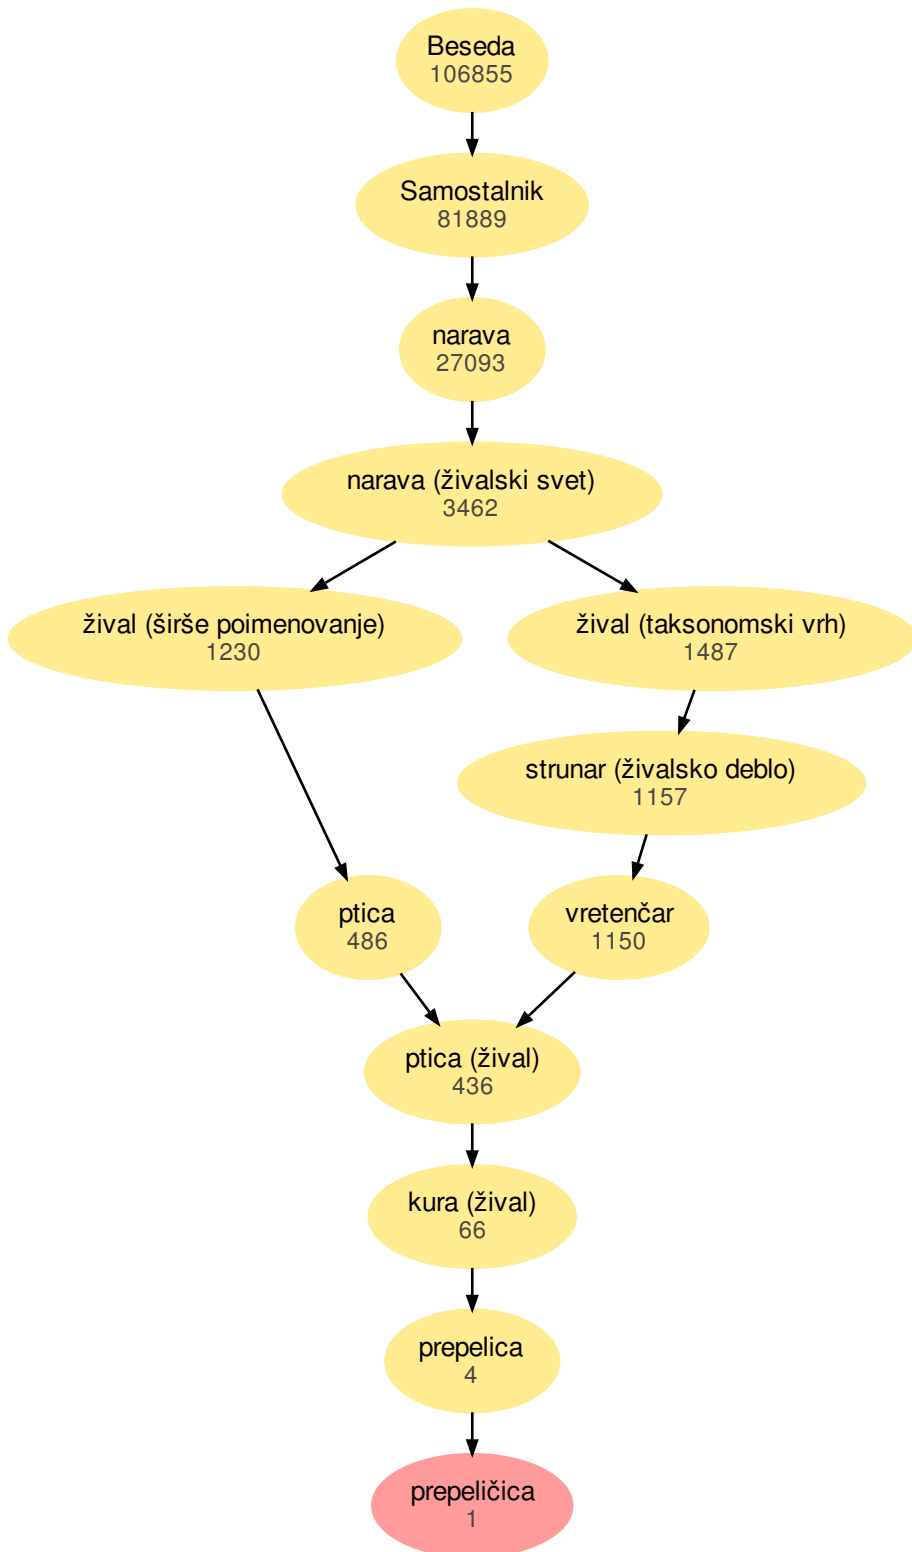 Beseda
106855
Samostalnik
81889
narava
27093
narava (živalski svet)
3462
žival (širše poimenovanje)
1230
žival (taksonomski vrh)
1487
strunar (živalsko deblo)
1157
ptica
486
vretenčar
1150
ptica (žival)
436
kura (žival)
66
prepelica
4
prepeličica
1